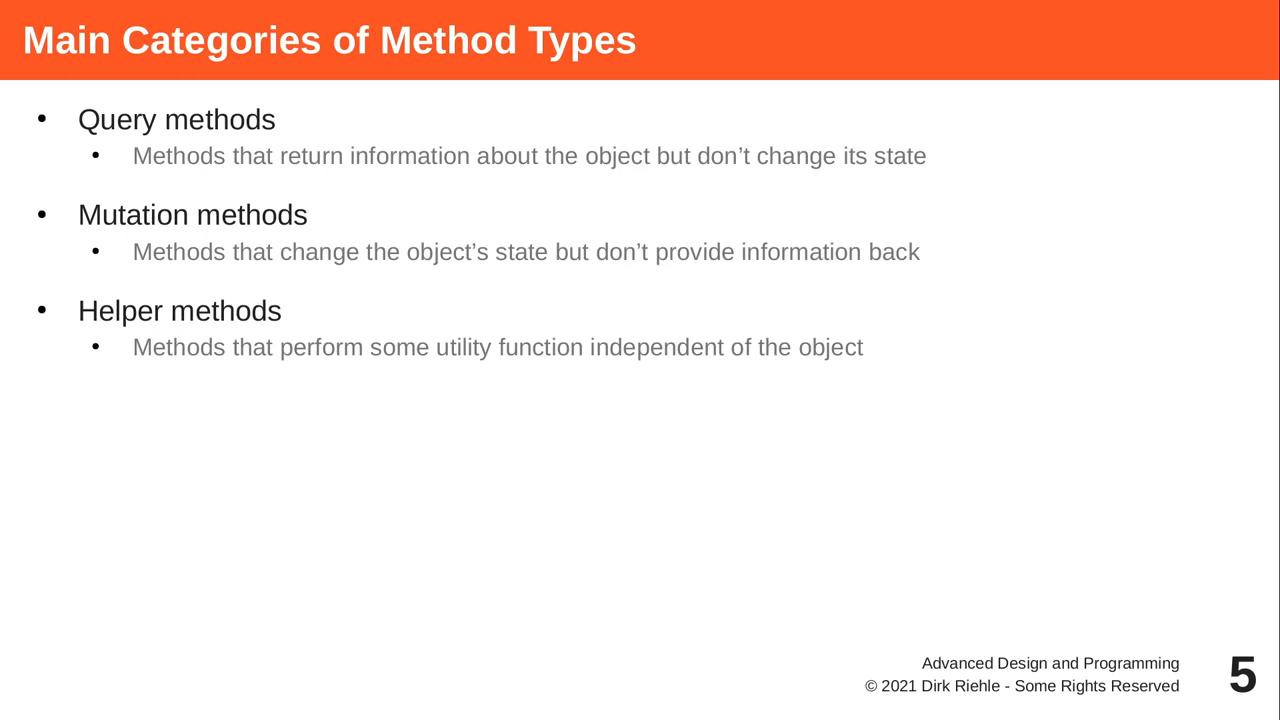 Main Categories of Method Types
• Query methods
• Methods that return information about the object but don’t change its state
• Mutation methods
• Methods that change the object’s state but don’t provide information back
• Helper methods
• Methods that perform some utility function independent of the object
Advanced Design and Programming
© 2021 Dirk Riehle - Some Rights Reserved
5